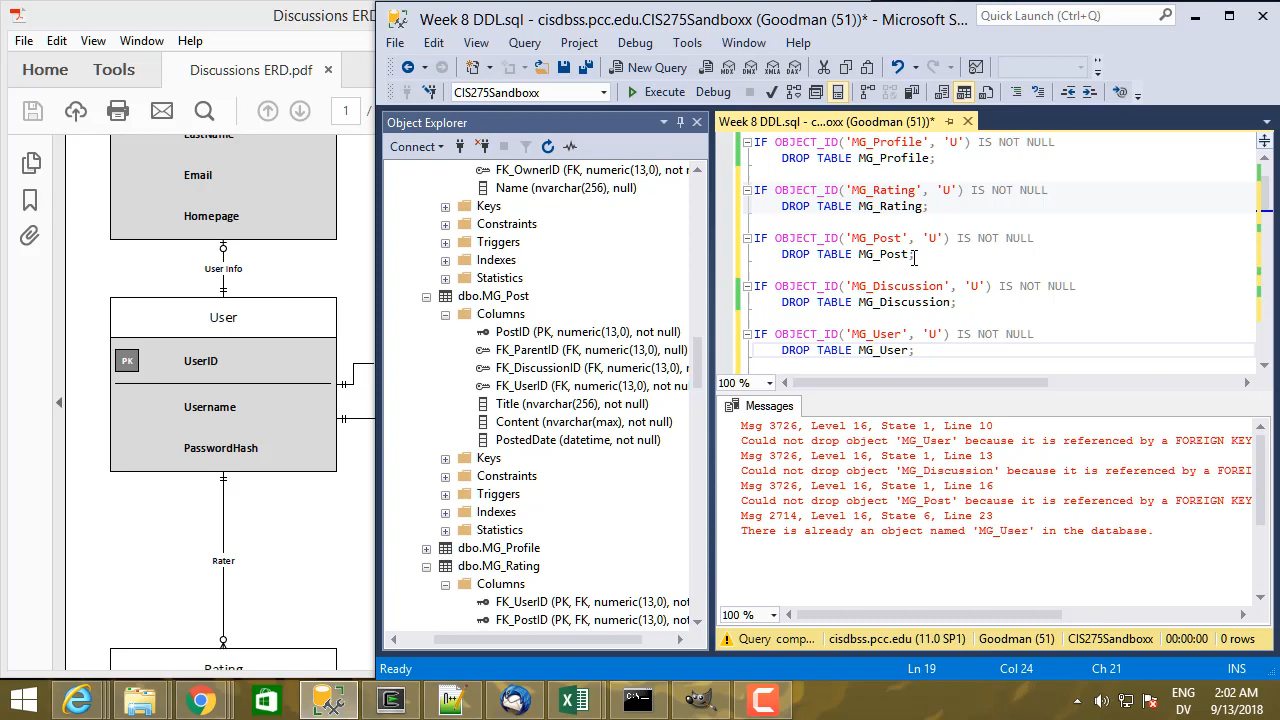 Discussions ERD
File Edit View Window Help
Home Tools Discussions ERD.pdf ×
1 /
Email
Homepage
User Info
User
PK UserID
Username
PasswordHash
Rater
Rating
Week 8 DDL.sql - cisdbss.pcc.edu.CIS275Sandboxx (Goodman (51))* - Microsoft S...
Quick Launch (Ctrl+Q)
File Edit View Query Project Debug Tools Window Help
New Query MDX DMX XMLA DAX
CIS275Sandboxx Execute Debug
Object Explorer
Connect
FK_OwnerID (FK, numeric(13,0), not n
Name (nvarchar(256), null)
Keys
Constraints
Triggers
Indexes
Statistics
dbo.MG_Post
Columns
PostID (PK, numeric(13,0), not null)
FK_ParentID (FK, numeric(13,0), null)
FK_DiscussionID (FK, numeric(13,0),
FK_UserID (FK, numeric(13,0), not nu
Title (nvarchar(256), not null)
Content (nvarchar(max), not null)
PostedDate (datetime, not null)
Keys
Constraints
Triggers
Indexes
Statistics
dbo.MG_Profile
dbo.MG_Rating
Columns
FK_UserID (PK, FK, numeric(13,0), not
FK_PostID (PK, FK, numeric(13,0), not
Week 8 DDL.sql - c...oxx (Goodman (51))*
IF OBJECT_ID('MG_Profile', 'U') IS NOT NULL
DROP TABLE MG_Profile;
IF OBJECT_ID('MG_Rating', 'U') IS NOT NULL
DROP TABLE MG_Rating;
IF OBJECT_ID('MG_Post', 'U') IS NOT NULL
DROP TABLE MG_Post;
IF OBJECT_ID('MG_Discussion', 'U') IS NOT NULL
DROP TABLE MG_Discussion;
IF OBJECT_ID('MG_User', 'U') IS NOT NULL
DROP TABLE MG_User;
100 %
Messages
Msg 3726, Level 16, State 1, Line 10
Could not drop object 'MG_User' because it is referenced by a FOREIGN KEY
Msg 3726, Level 16, State 1, Line 13
Could not drop object 'MG_Discussion' because it is referenced by a FOREI
Msg 3726, Level 16, State 1, Line 16
Could not drop object 'MG_Post' because it is referenced by a FOREIGN KEY
Msg 2714, Level 16, State 6, Line 23
There is already an object named 'MG_User' in the database.
100 %
Query comp... cisdbss.pcc.edu (11.0 SP1) Goodman (51) CIS275Sandboxx 00:00:00 0 rows
Ready Ln 19 Col 24 Ch 21 INS
ENG 2:02 AM
DV 9/13/2018